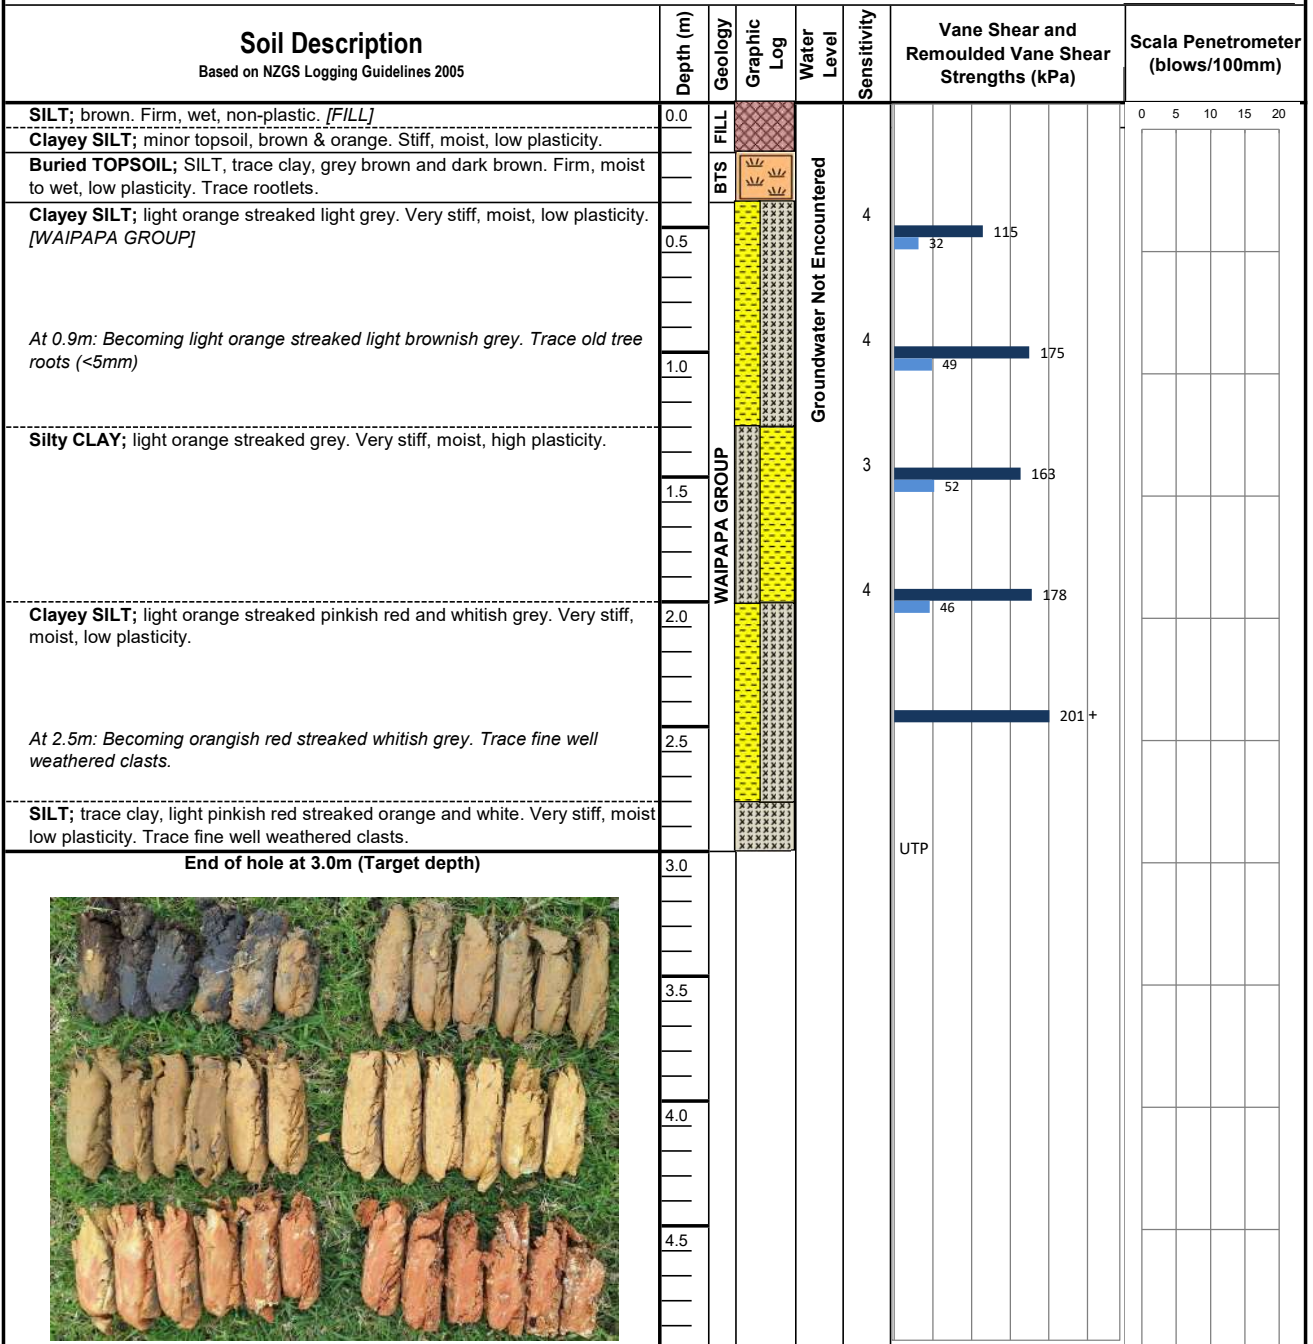 Soil Description
Based on NZGS Logging Guidelines 2005
Depth (m)
Geology
Graphic
Log
Water
Level
Sensitivity
Vane Shear and
Remoulded Vane Shear
Strengths (kPa)
Scala Penetrometer
(blows/100mm)
0 5 10 15 20
SILT; brown. Firm, wet, non-plastic. [FILL]
0.0
FILL
Clayey SILT; minor topsoil, brown & orange. Stiff, moist, low plasticity.
Buried TOPSOIL; SILT, trace clay, grey brown and dark brown. Firm, moist
to wet, low plasticity. Trace rootlets.
BTS
Groundwater Not Encountered
Clayey SILT; light orange streaked light grey. Very stiff, moist, low plasticity.
[WAIPAPA GROUP]
0.5
4
115
32
At 0.9m: Becoming light orange streaked light brownish grey. Trace old tree
roots (<5mm)
1.0
4
175
49
Silty CLAY; light orange streaked grey. Very stiff, moist, high plasticity.
1.5
WAIPAPA GROUP
3
163
52
Clayey SILT; light orange streaked pinkish red and whitish grey. Very stiff,
moist, low plasticity.
2.0
4
178
46
201 +
At 2.5m: Becoming orangish red streaked whitish grey. Trace fine well
weathered clasts.
2.5
SILT; trace clay, light pinkish red streaked orange and white. Very stiff, moist
low plasticity. Trace fine well weathered clasts.
UTP
End of hole at 3.0m (Target depth)
3.0
3.5
4.0
4.5